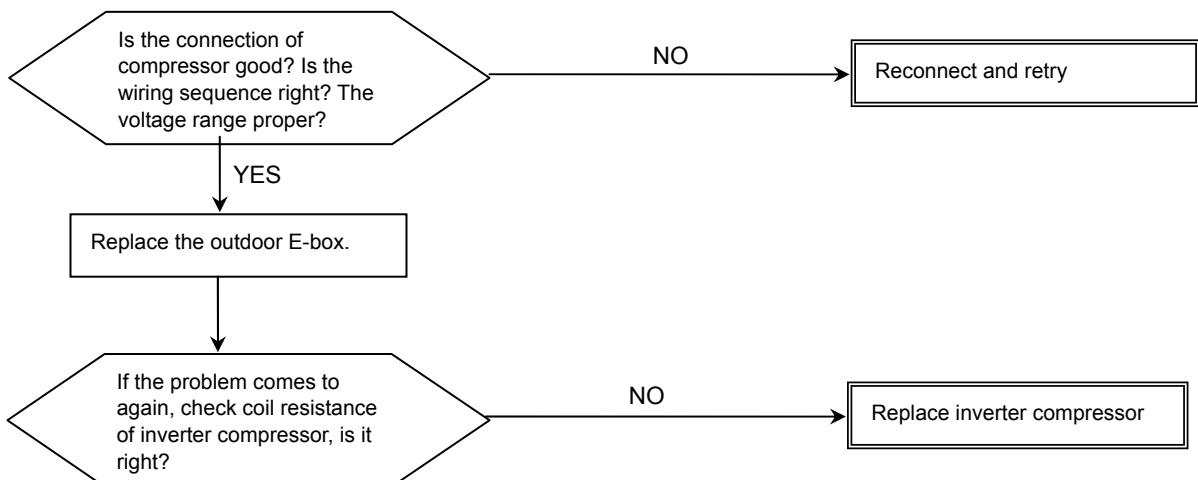 Is the connection of
compressor good? Is the
wiring sequence right? The
voltage range proper?
NO
Reconnect and retry
YES
Replace the outdoor E-box.
If the problem comes to
again, check coil resistance
of inverter compressor, is it
right?
NO
Replace inverter compressor